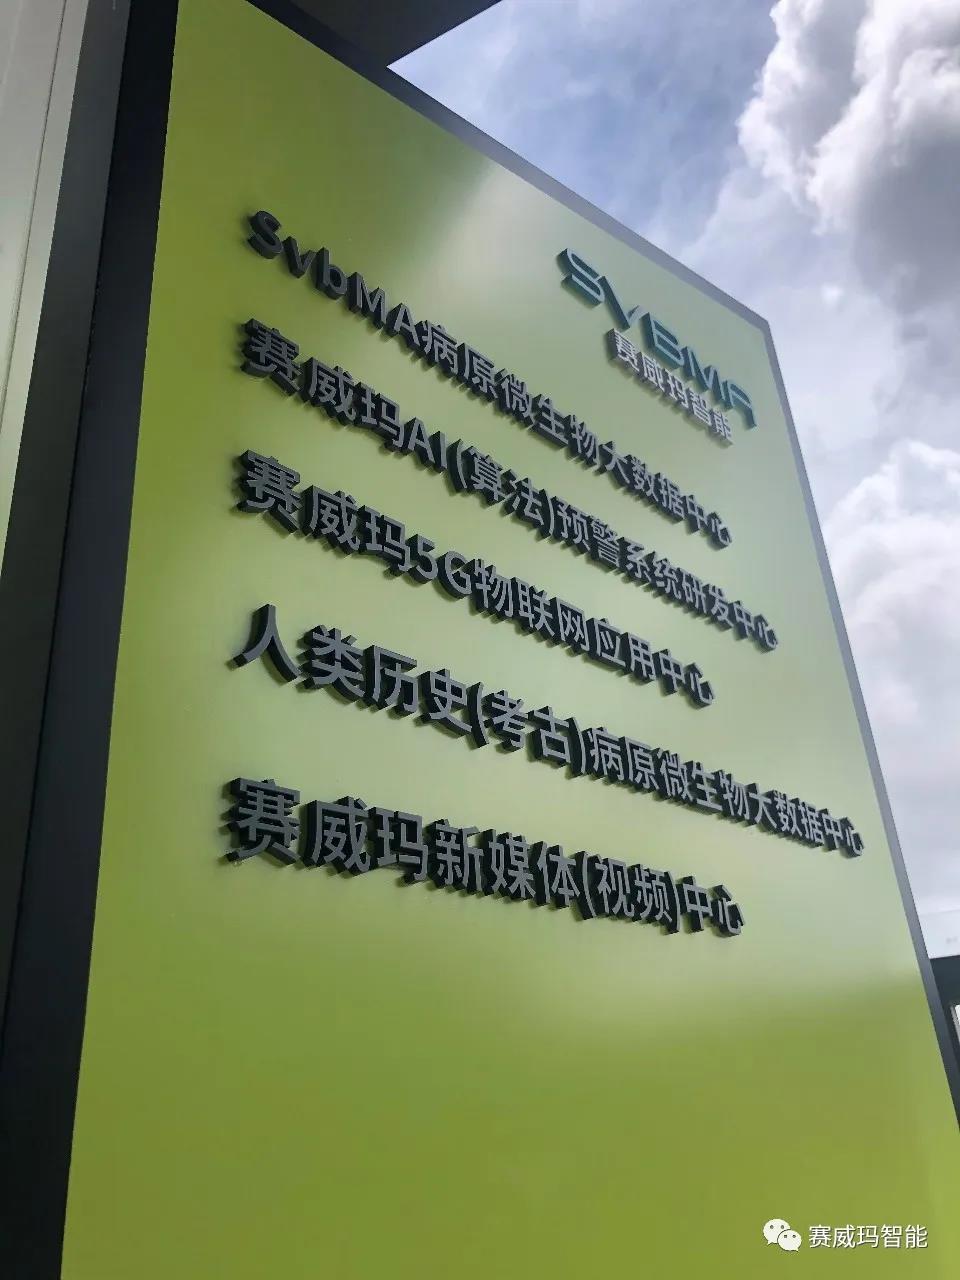 SVBMA
赛威玛智能
SvbMA病原微生物大数据中心
赛威玛AI(算法)预警系统研发中心
赛威玛5G物联网应用中心
人类历史(考古)病原微生物大数据中心
赛威玛新媒体(视频)中心
赛威玛智能